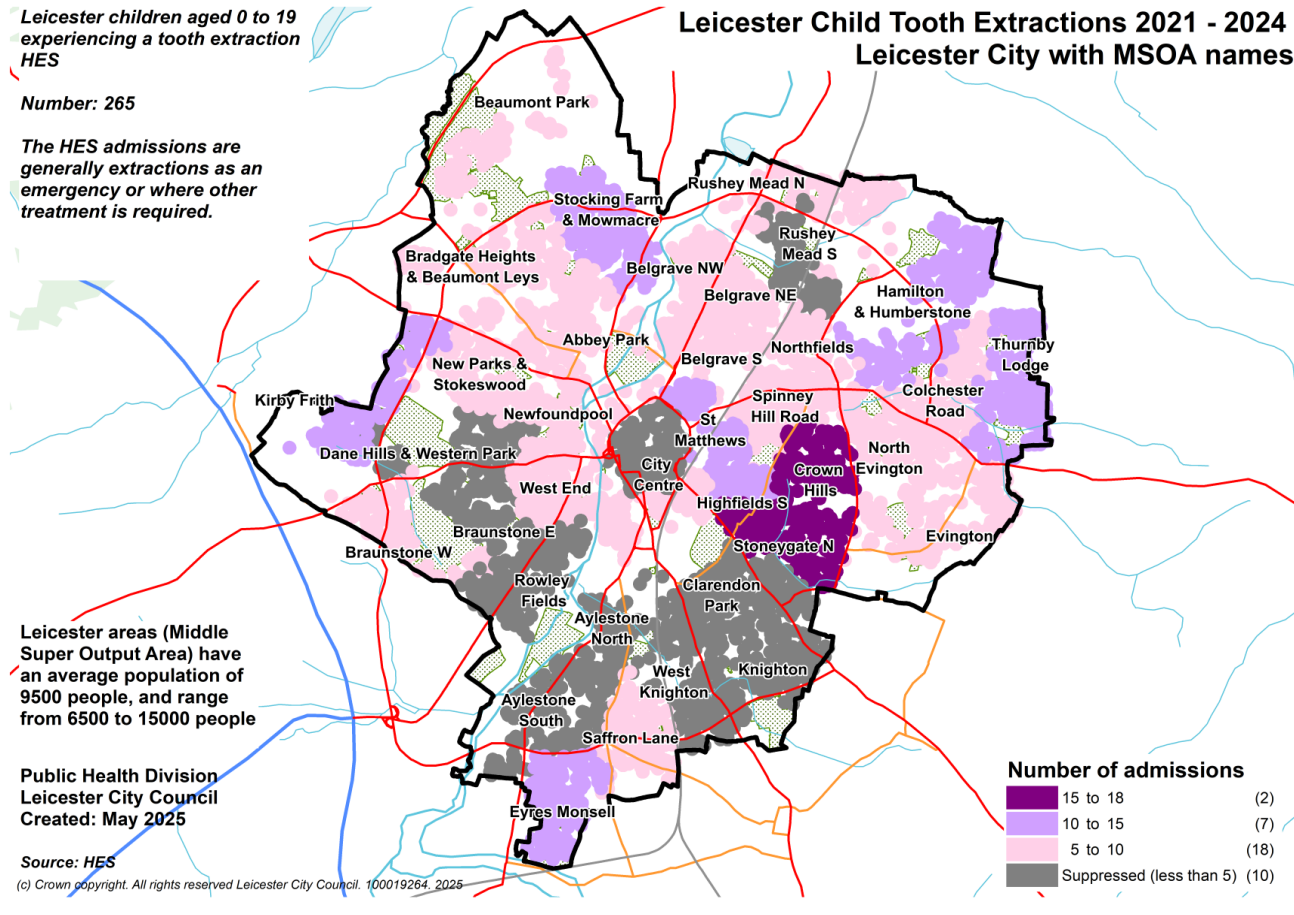 Leicester children aged 0 to 19
experiencing a tooth extraction
HES
Number: 265
The HES admissions are
generally extractions as an
emergency or where other
treatment is required.
Leicester Child Tooth Extractions 2021 - 2024
Leicester City with MSOA names
Beaumont Park
Rushey Mead N
Stocking Farm
& Mowmacre
Rushey
Mead S
Bradgate Heights
& Beaumont Leys
Belgrave NW
Belgrave NE
Hamilton
& Humberstone
Abbey Park
Belgrave S
Northfields
Thurnby
Lodge
New Parks &
Stokeswood
Kirby Frith
Newfoundpool
Spinney
Hill Road
Colchester
Road
St
Matthews
Dane Hills & Western Park
City
Centre
Crown
Hills
North
Evington
West End
Highfields S
Braunstone E
Stoneygate N
Evington
Braunstone W
Rowley
Fields
Clarendon
Park
Aylestone
North
West
Knighton
Knighton
Aylestone
South
Saffron Lane
Eyres Monsell
Leicester areas (Middle
Super Output Area) have
an average population of
9500 people, and range
from 6500 to 15000 people
Public Health Division
Leicester City Council
Created: May 2025
Source: HES
(c) Crown copyright. All rights reserved Leicester City Council. 100019264. 2025
Number of admissions
15 to 18 (2)
10 to 15 (7)
5 to 10 (18)
Suppressed (less than 5) (10)